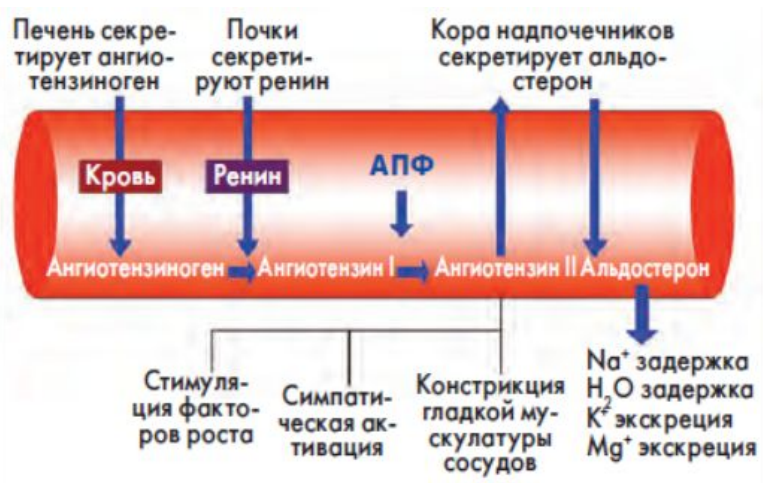 Печень секре-
тирует ангио-
тензиноген
Почки
секрети-
руют ренин
Кора надпочечников
секретирует альдо-
стерон
Кровь
Ренин
АПФ
Ангиотензиноген
Ангиотензин I
Ангиотензин II
Альдостерон
Стимуля-
ция факто-
ров роста
Симпати-
ческая ак-
тивация
Констрикция
гладкой му-
скулатуры
сосудов
Na⁺ задержка
H₂O задержка
K⁺ экскреция
Mg⁺ экскреция